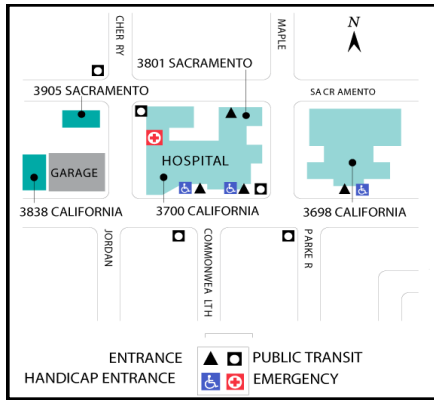 CHER RY
MAPLE
N
3801 SACRAMENTO
3905 SACRAMENTO
SA CR AMENTO
HOSPITAL
GARAGE
3838 CALIFORNIA
3700 CALIFORNIA
3698 CALIFORNIA
JORDAN
COMMONWEA LTH
PARKE R
ENTRANCE
PUBLIC TRANSIT
HANDICAP ENTRANCE
EMERGENCY